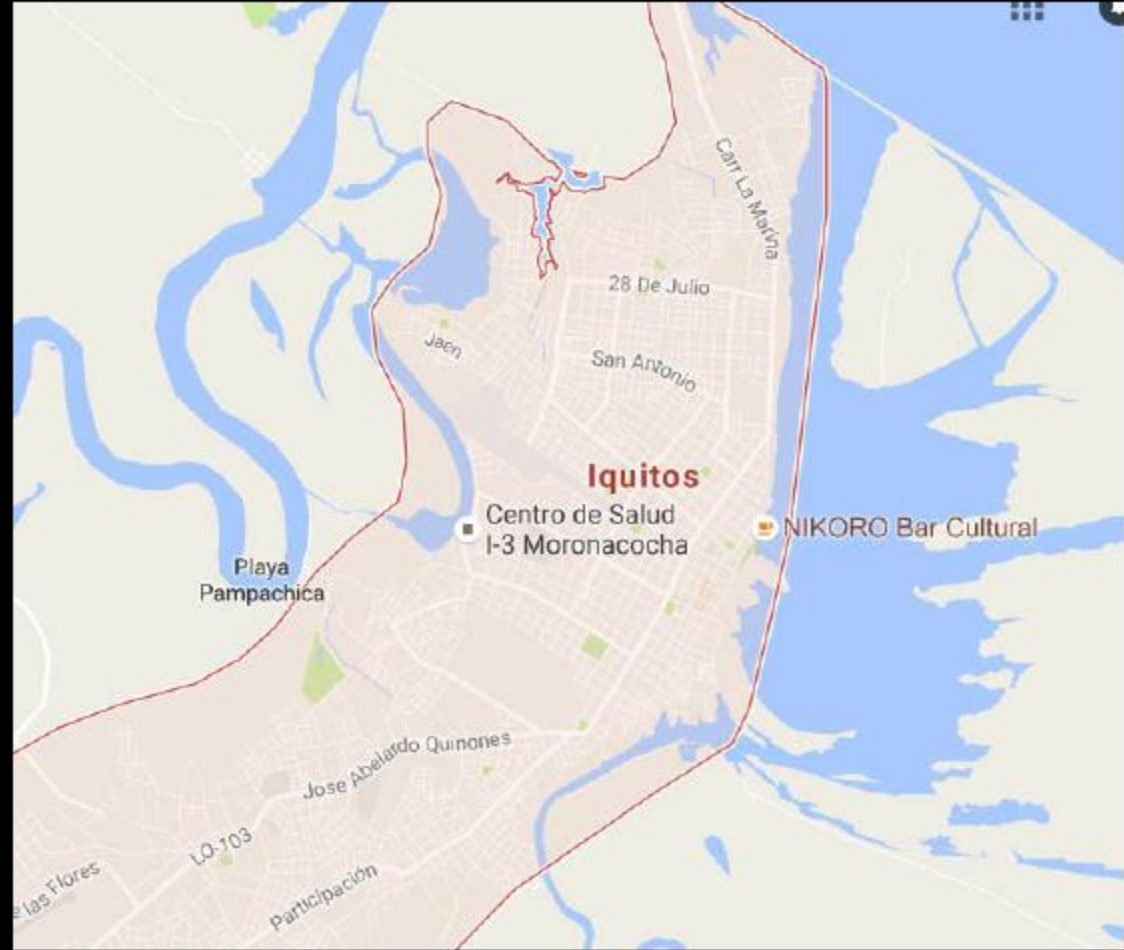 Carr La Marina
28 De Julio
Jaen
San Antonio
Iquitos
Centro de Salud
I-3 Moronacocha
NIKORO Bar Cultural
Playa
Pampachica
Jose Abelardo Quinones
LO-103
e las Flores
Participación